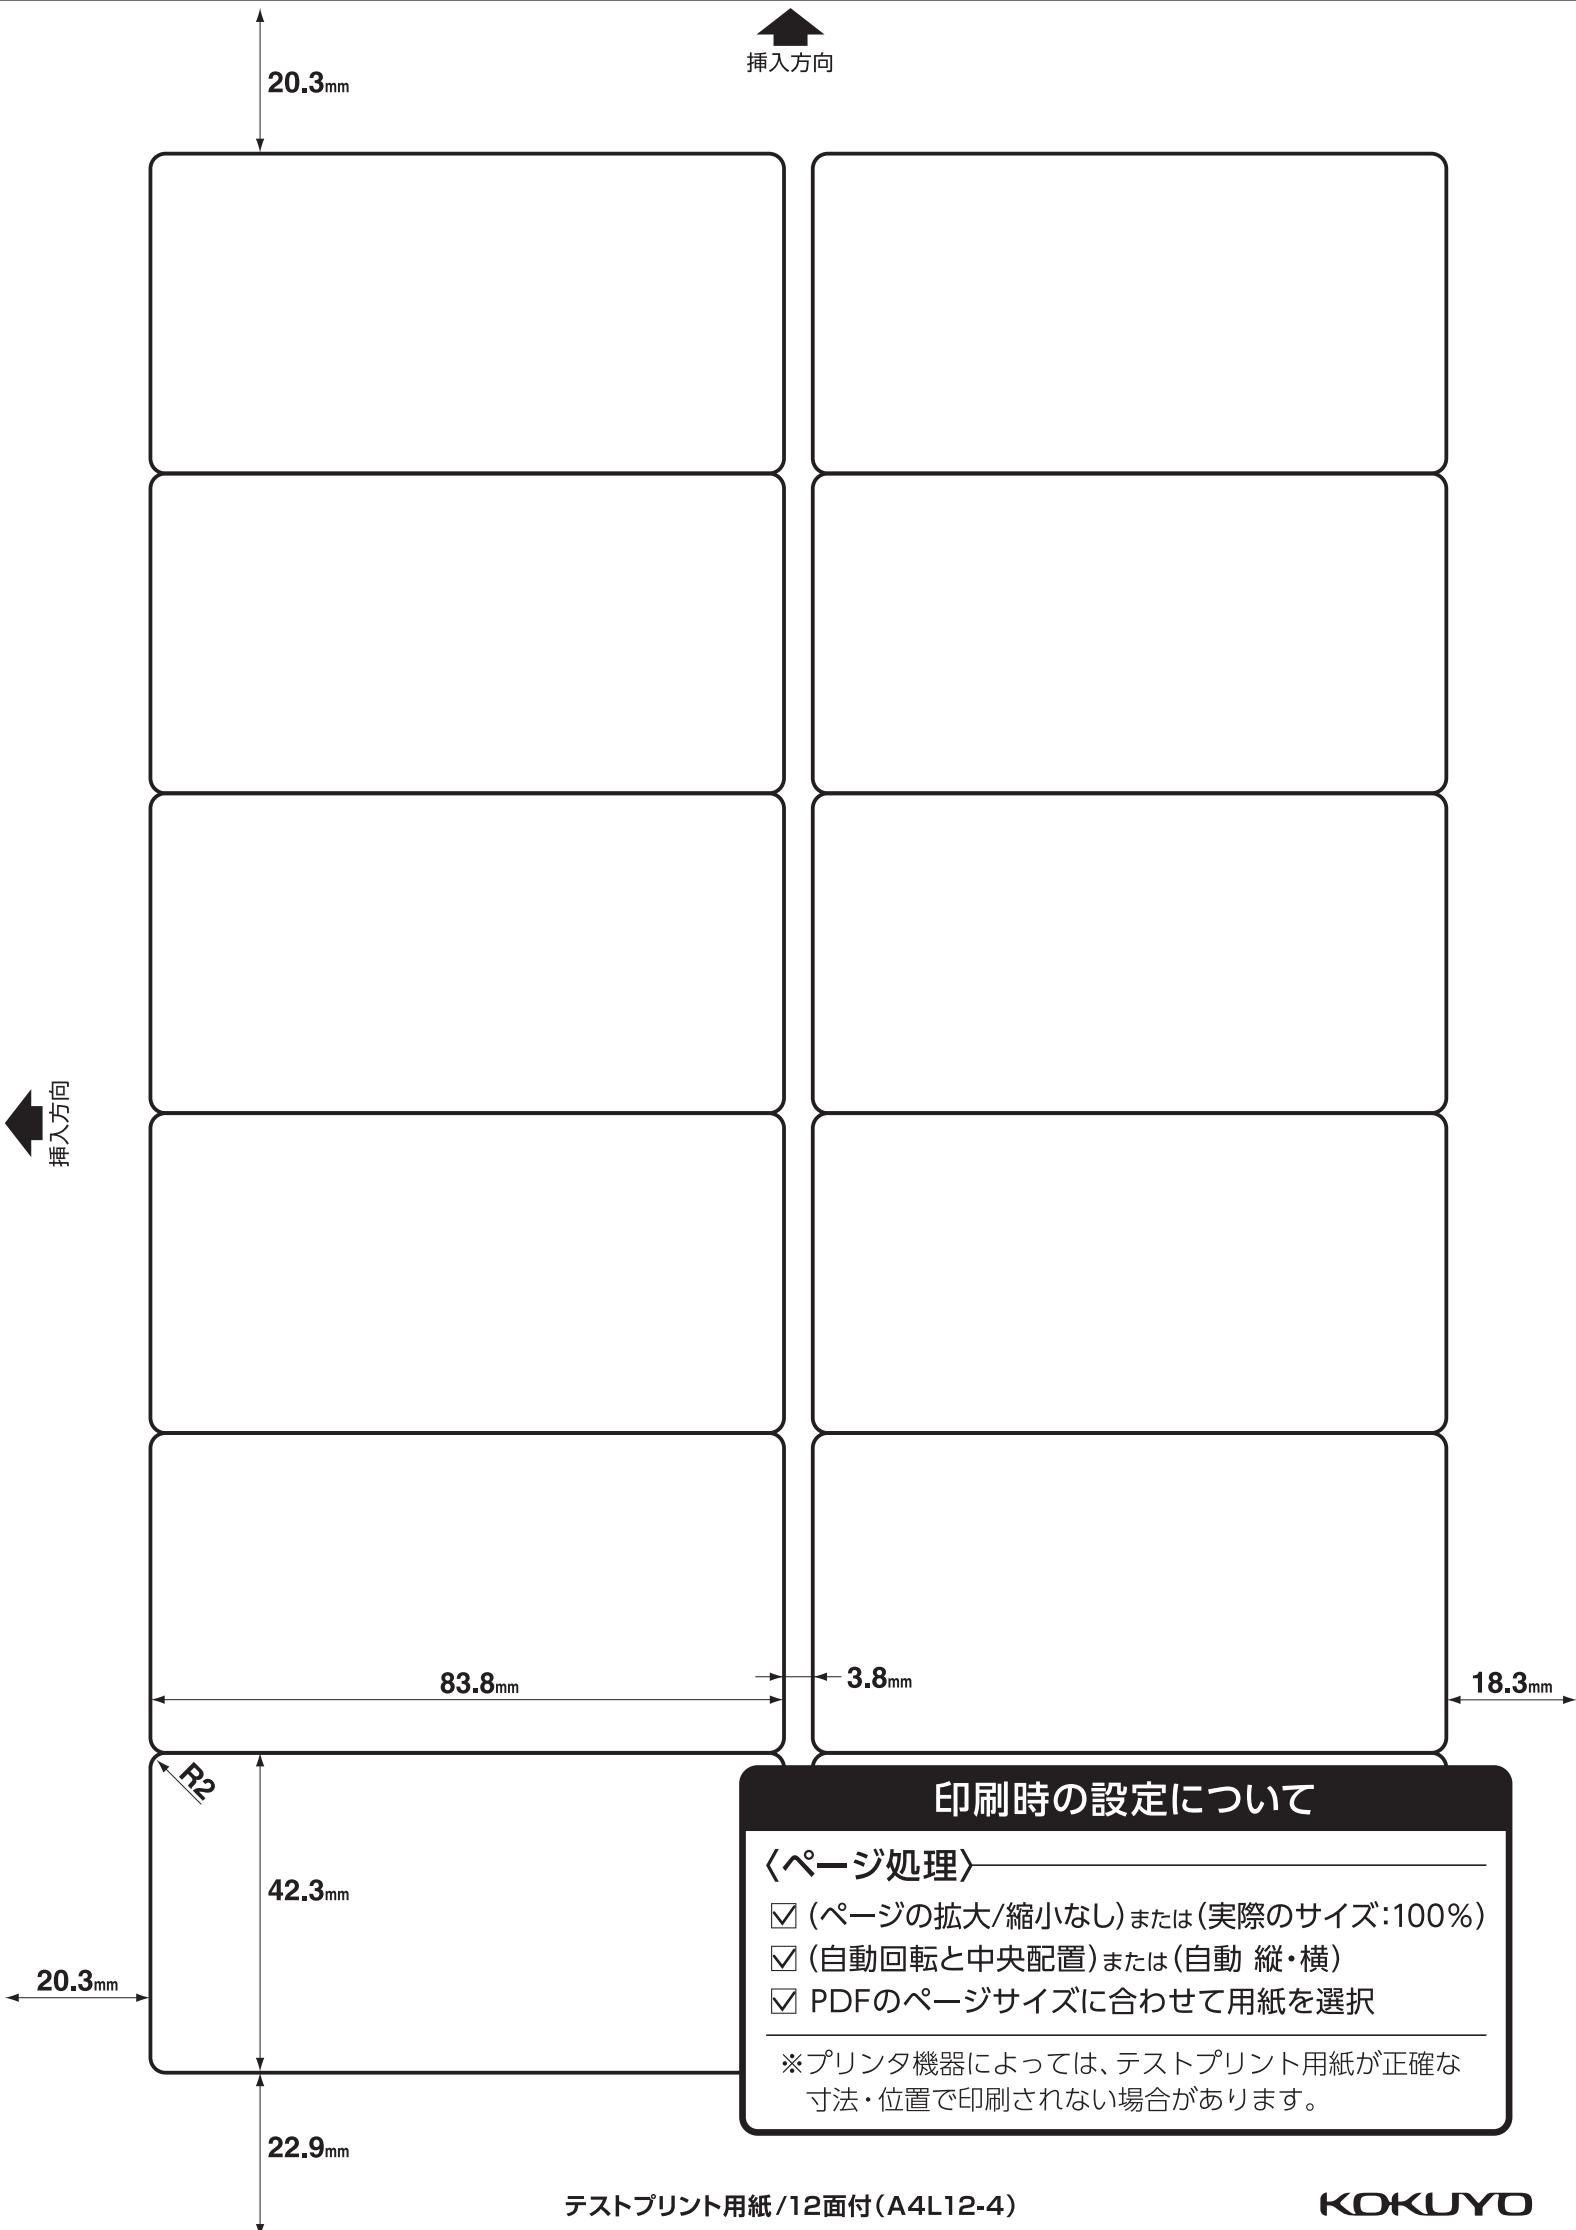 挿入方向
20.3mm
挿入方向
83.8mm
3.8mm
18.3mm
R2
42.3mm
20.3mm
22.9mm
印刷時の設定について
〈ページ処理〉
☑ (ページの拡大/縮小なし)または(実際のサイズ:100%)
☑ (自動回転と中央配置)または(自動 縦・横)
☑ PDFのページサイズに合わせて用紙を選択
※プリンタ機器によっては、テストプリント用紙が正確な
寸法・位置で印刷されない場合があります。
テストプリント用紙/12面付(A4L12-4)
KOKUYO